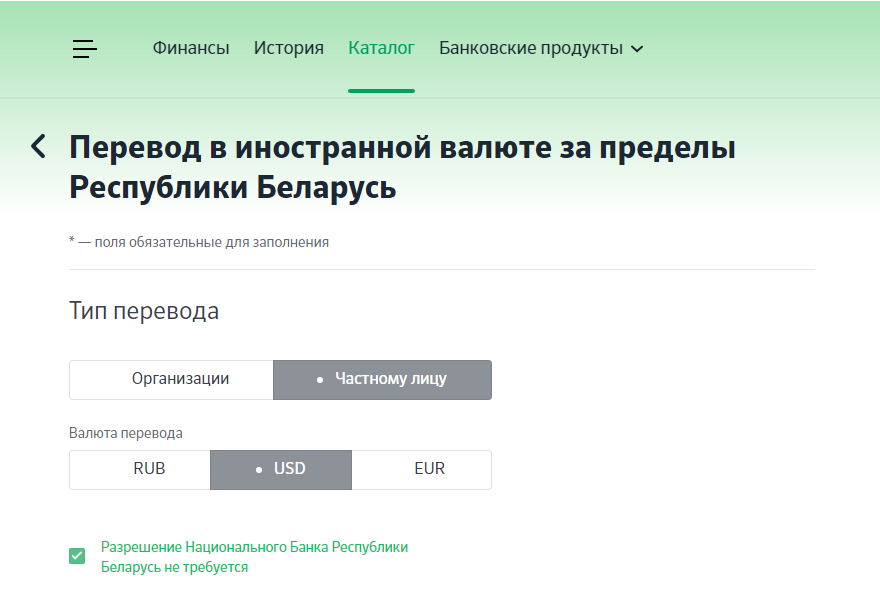 Финансы История Каталог Банковские продукты
Перевод в иностранной валюте за пределы
Республики Беларусь
* — поля обязательные для заполнения
Тип перевода
Организации Частному лицу
Валюта перевода
RUB USD EUR
Разрешение Национального Банка Республики
Беларусь не требуется